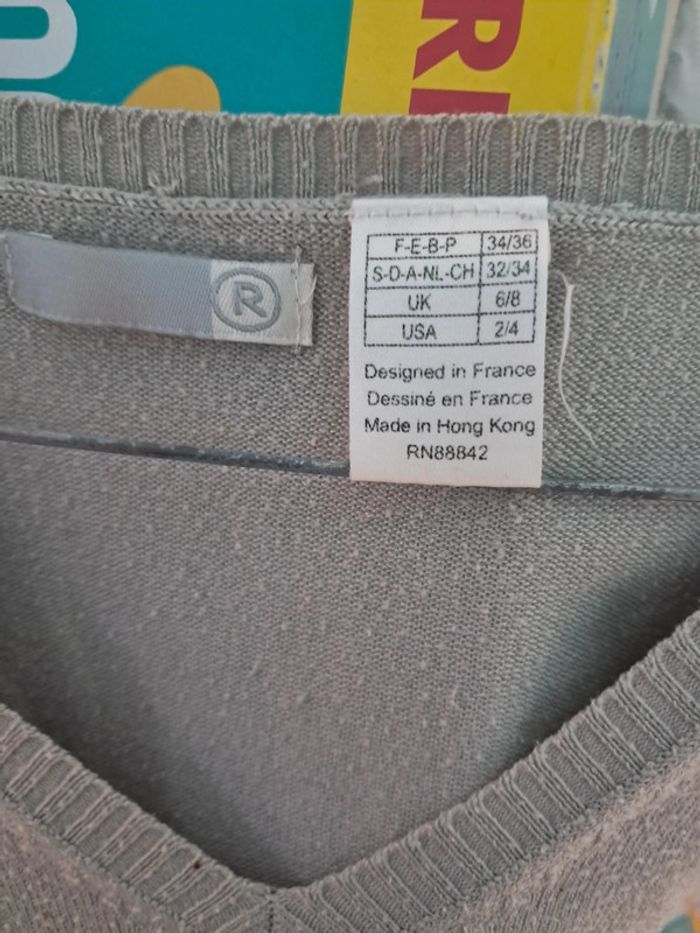 RI
R
F-E-B-P 34/36
S-D-A-NL-CH 32/34
UK 6/8
USA 2/4
Designed in France
Dessiné en France
Made in Hong Kong
RN88842